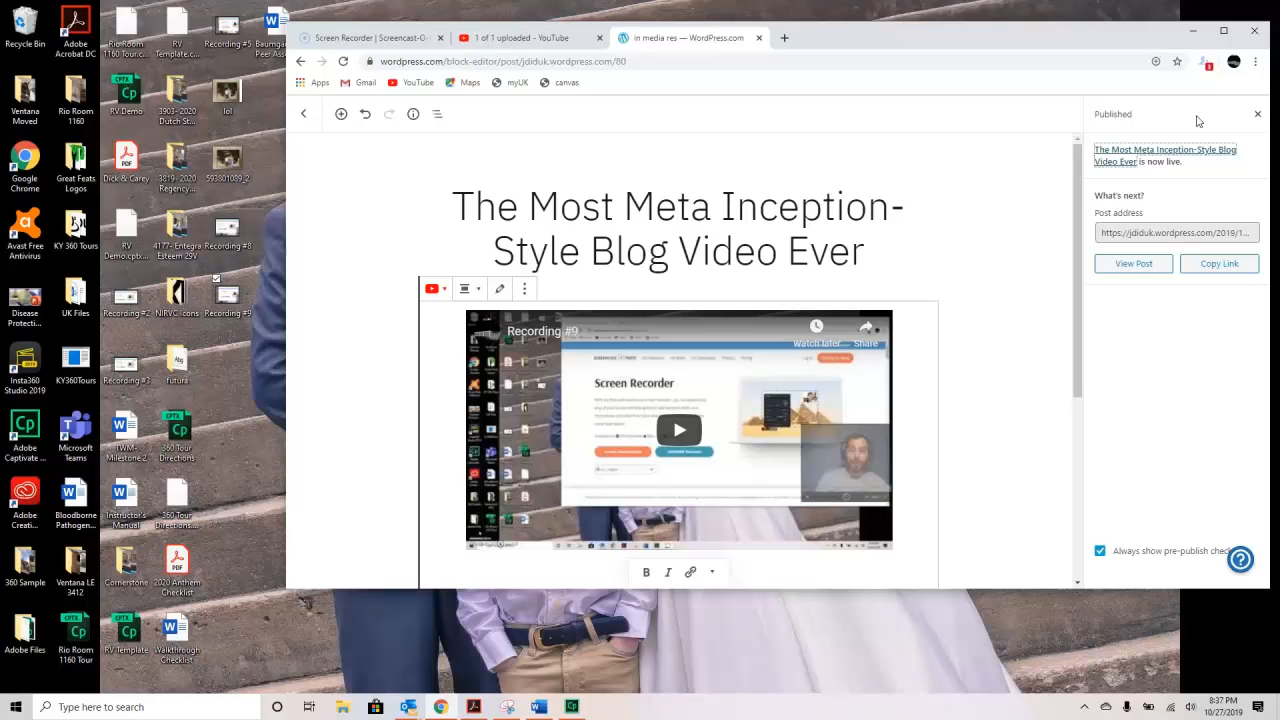 Recycle Bin
Adobe Acrobat DC
Rio Room 1160 Tour.c...
RV Template.c...
Recording #5
Baumgar Peer Asse
Ventana Moved
Rio Room 1160
RV Demo
3903- 2020 Dutch St...
lol
Google Chrome
Great Feats Logos
Dick & Carey
3819- 2020 Regency...
593801089_2
Avast Free Antivirus
KY 360 Tours
RV Demo.cptx...
4177- Entegra Esteem 29V
Recording #8
Disease Protecti...
UK Files
Recording #2
NIRVC Icons
Recording #9
Insta360 Studio 2019
KY360Tours
Recording #3
futura
Adobe Captivate ...
Microsoft Teams
TWM- Milestone 2
360 Tour Directions
Adobe Creati...
Bloodborne Pathogen...
Instructor's Manual
360 Tour Directions....
360 Sample
Ventana LE 3412
Cornerstone
2020 Anthem Checklist
Adobe Files
Rio Room 1160 Tour
RV Template
Walkthrough Checklist
Screen Recorder | Screencast-O-
1 of 1 uploaded - YouTube
in media res — WordPress.com
wordpress.com/block-editor/post/jdiduk.wordpress.com/80
Apps
Gmail
YouTube
Maps
myUK
canvas
Published
The Most Meta Inception-Style Blog
Video Ever is now live.
What's next?
Post address
https://jdiduk.wordpress.com/2019/1...
View Post
Copy Link
Always show pre-publish chec
The Most Meta Inception-
Style Blog Video Ever
Recording #9
Watch later
Share
Screen Recorder
B I
Type here to search
8:37 PM
10/27/2019